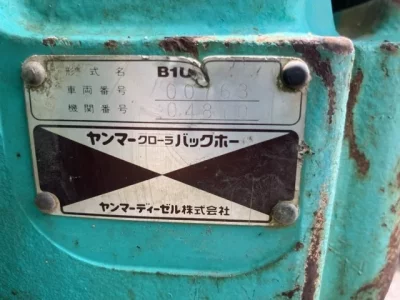 形式名 B1U
車両番号
機関番号
ヤンマークローラバックホー
ヤンマーディーゼル株式会社